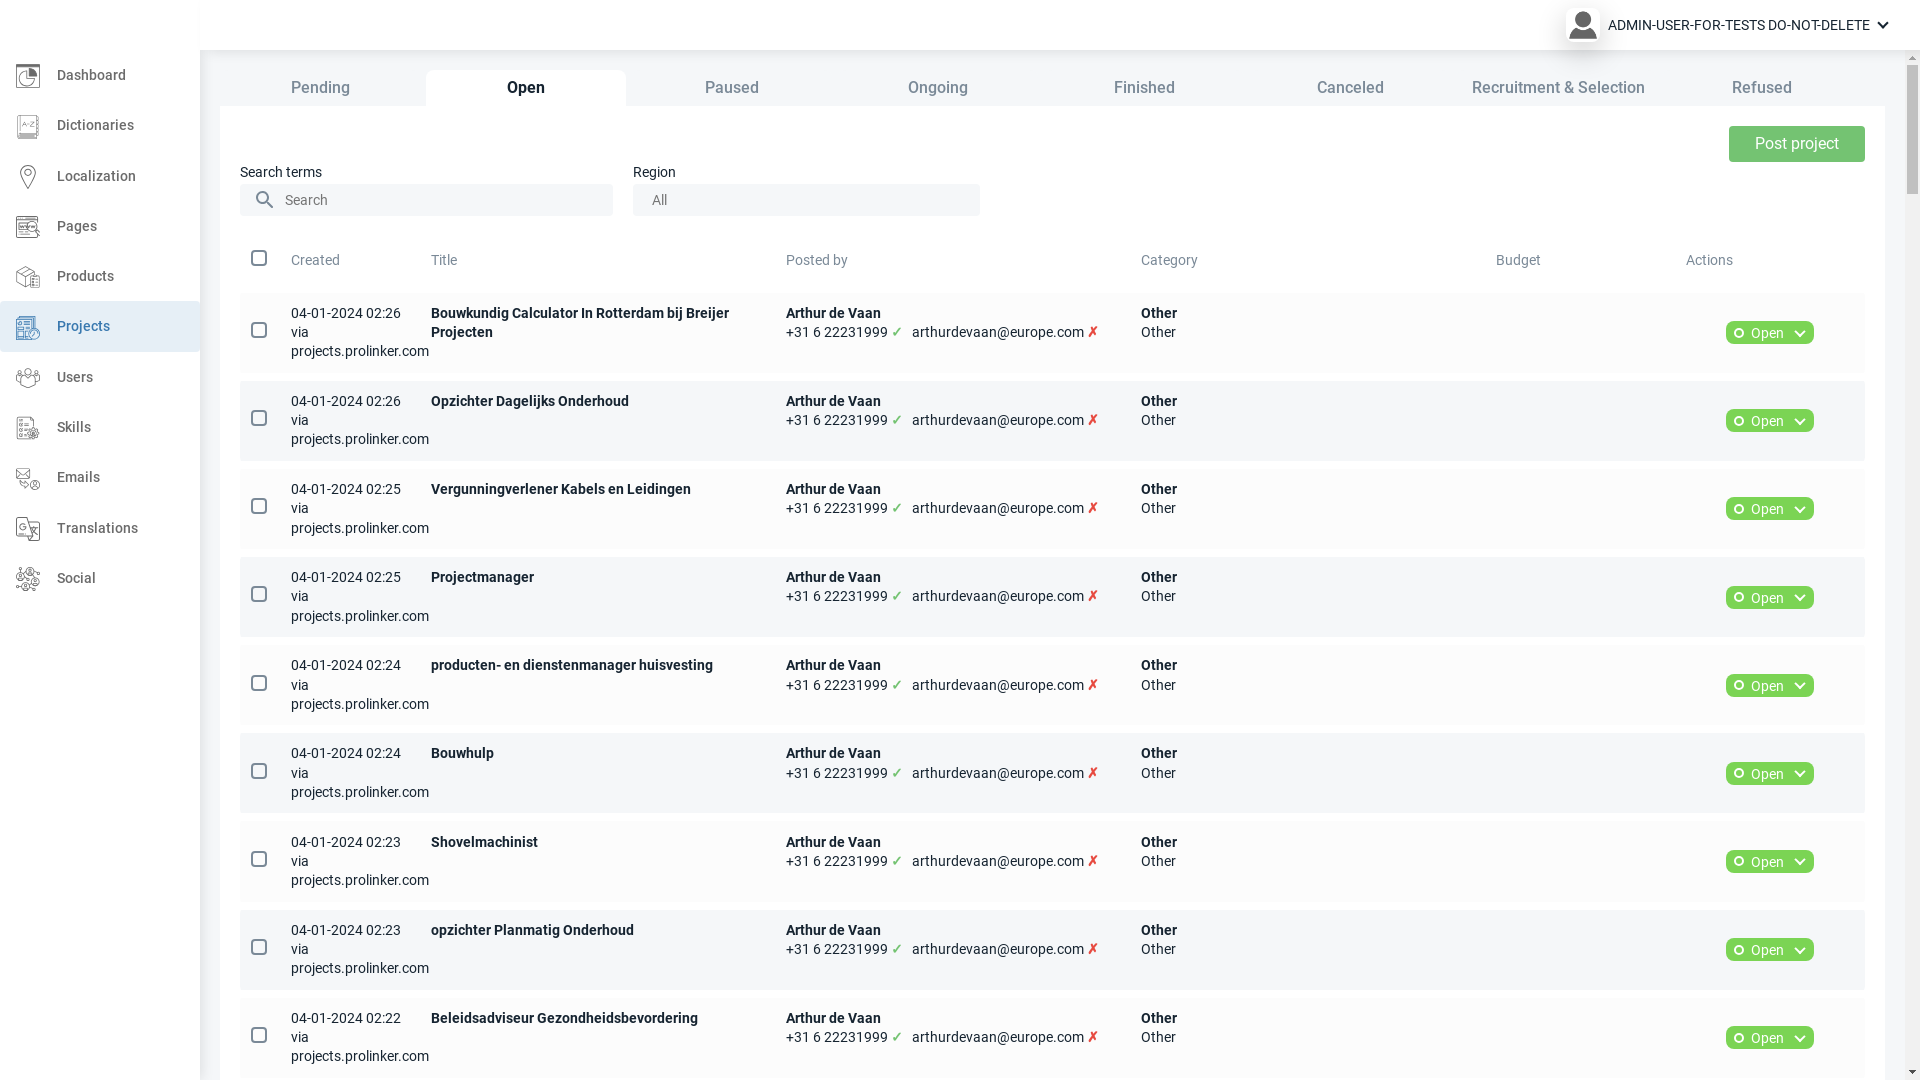 ADMIN-USER-FOR-TESTS DO-NOT-DELETE
Dashboard
Dictionaries
Localization
Pages
Products
Projects
Users
Skills
Emails
Translations
Social
Pending
Open
Paused
Ongoing
Finished
Canceled
Recruitment & Selection
Refused
Post project
Search terms
Region
Search
All
Created
Title
Posted by
Category
Budget
Actions
04-01-2024 02:26
via
projects.prolinker.com
Bouwkundig Calculator In Rotterdam bij Breijer
Projecten
Arthur de Vaan
+31 6 22231999 ✓ arthurdevaan@europe.com ✗
Other
Other
Open
04-01-2024 02:26
via
projects.prolinker.com
Opzichter Dagelijks Onderhoud
Arthur de Vaan
+31 6 22231999 ✓ arthurdevaan@europe.com ✗
Other
Other
Open
04-01-2024 02:25
via
projects.prolinker.com
Vergunningverlener Kabels en Leidingen
Arthur de Vaan
+31 6 22231999 ✓ arthurdevaan@europe.com ✗
Other
Other
Open
04-01-2024 02:25
via
projects.prolinker.com
Projectmanager
Arthur de Vaan
+31 6 22231999 ✓ arthurdevaan@europe.com ✗
Other
Other
Open
04-01-2024 02:24
via
projects.prolinker.com
producten- en dienstenmanager huisvesting
Arthur de Vaan
+31 6 22231999 ✓ arthurdevaan@europe.com ✗
Other
Other
Open
04-01-2024 02:24
via
projects.prolinker.com
Bouwhulp
Arthur de Vaan
+31 6 22231999 ✓ arthurdevaan@europe.com ✗
Other
Other
Open
04-01-2024 02:23
via
projects.prolinker.com
Shovelmachinist
Arthur de Vaan
+31 6 22231999 ✓ arthurdevaan@europe.com ✗
Other
Other
Open
04-01-2024 02:23
via
projects.prolinker.com
opzichter Planmatig Onderhoud
Arthur de Vaan
+31 6 22231999 ✓ arthurdevaan@europe.com ✗
Other
Other
Open
04-01-2024 02:22
via
projects.prolinker.com
Beleidsadviseur Gezondheidsbevordering
Arthur de Vaan
+31 6 22231999 ✓ arthurdevaan@europe.com ✗
Other
Other
Open